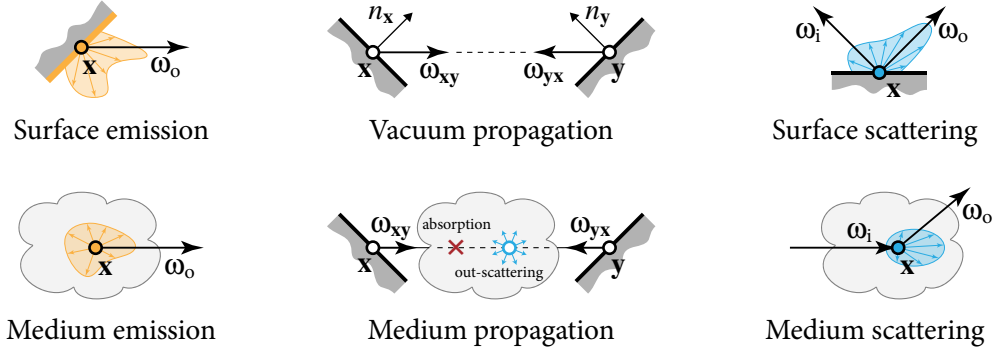 x
ωo
Surface emission
nx
x
ωxy
ny
ωyx
y
Vacuum propagation
ωi
ωo
x
Surface scattering
x
ωo
Medium emission
ωxy
x
absorption
out-scattering
ωyx
y
Medium propagation
ωi
ωo
x
Medium scattering